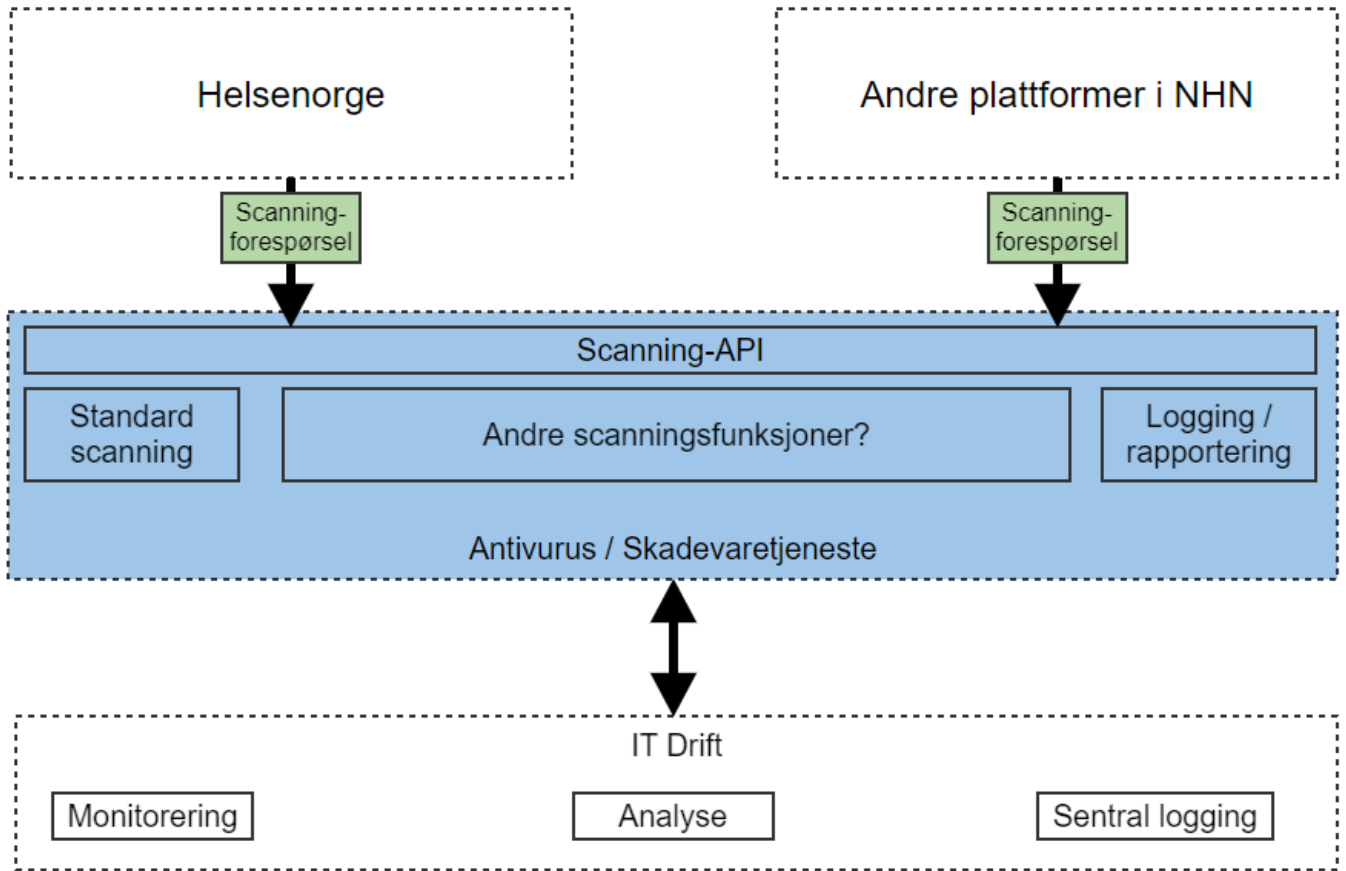 Helsenorge
Andre plattformer i NHN
Scanning-
forespørsel
Scanning-
forespørsel
Scanning-API
Standard
scanning
Andre scanningsfunksjoner?
Logging /
rapportering
Antivurus / Skadevaretjeneste
IT Drift
Monitorering
Analyse
Sentral logging